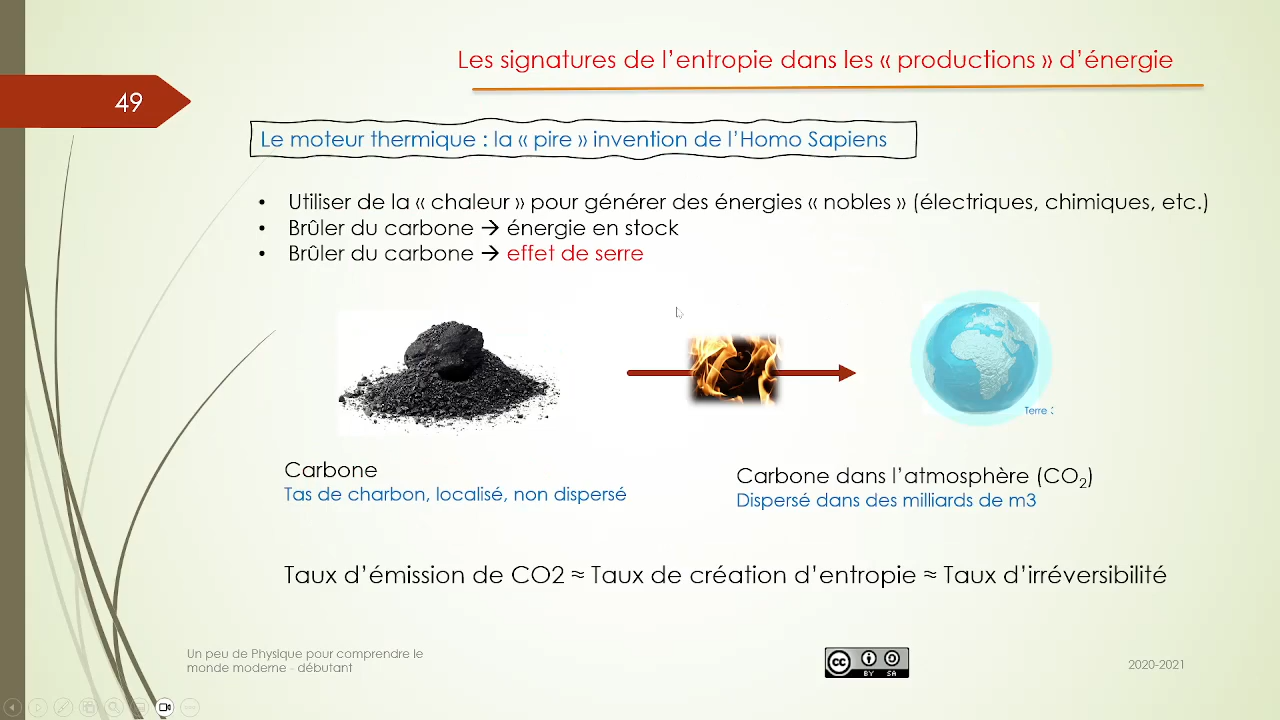 Les signatures de l’entropie dans les « productions » d’énergie
49
Le moteur thermique : la « pire » invention de l’Homo Sapiens
• Utiliser de la « chaleur » pour générer des énergies « nobles » (électriques, chimiques, etc.)
• Brûler du carbone → énergie en stock
• Brûler du carbone → effet de serre
Terre
Carbone
Tas de charbon, localisé, non dispersé
Carbone dans l’atmosphère (CO₂)
Dispersé dans des milliards de m3
Taux d’émission de CO2 ≈ Taux de création d’entropie ≈ Taux d’irréversibilité
Un peu de Physique pour comprendre le
monde moderne - débutant
cc BY SA
2020-2021